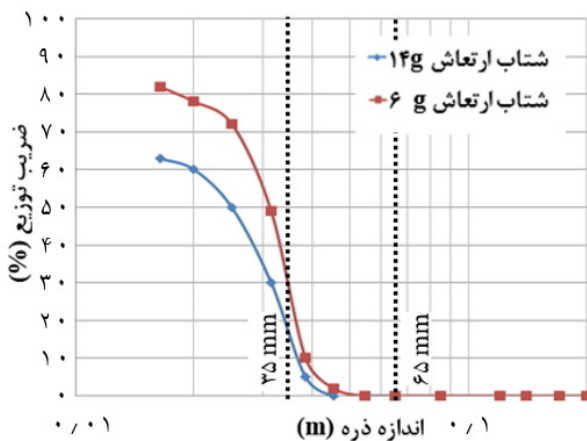 ۱۰۰
۹۰
۸۰
۷۰
۶۰
۵۰
۴۰
۳۰
۲۰
۱۰
۰
ضریب توزیع (%)
شتاب ارتعاش ۱۴g
شتاب ارتعاش ۶ g
۳۵ mm
۶۵ mm
۰/۰۱
۰/۱
اندازه ذره (m)